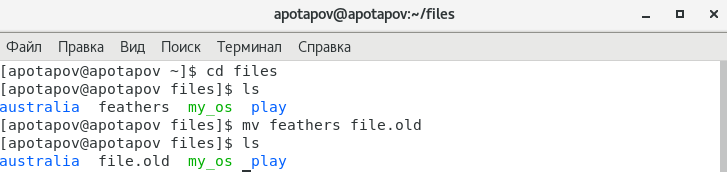 apotapov@apotapov:~/files
Файл Правка Вид Поиск Терминал Справка
[apotapov@apotapov ~]$ cd files
[apotapov@apotapov files]$ ls
australia  feathers  my_os  play
[apotapov@apotapov files]$ mv feathers file.old
[apotapov@apotapov files]$ ls
australia  file.old  my_os  play